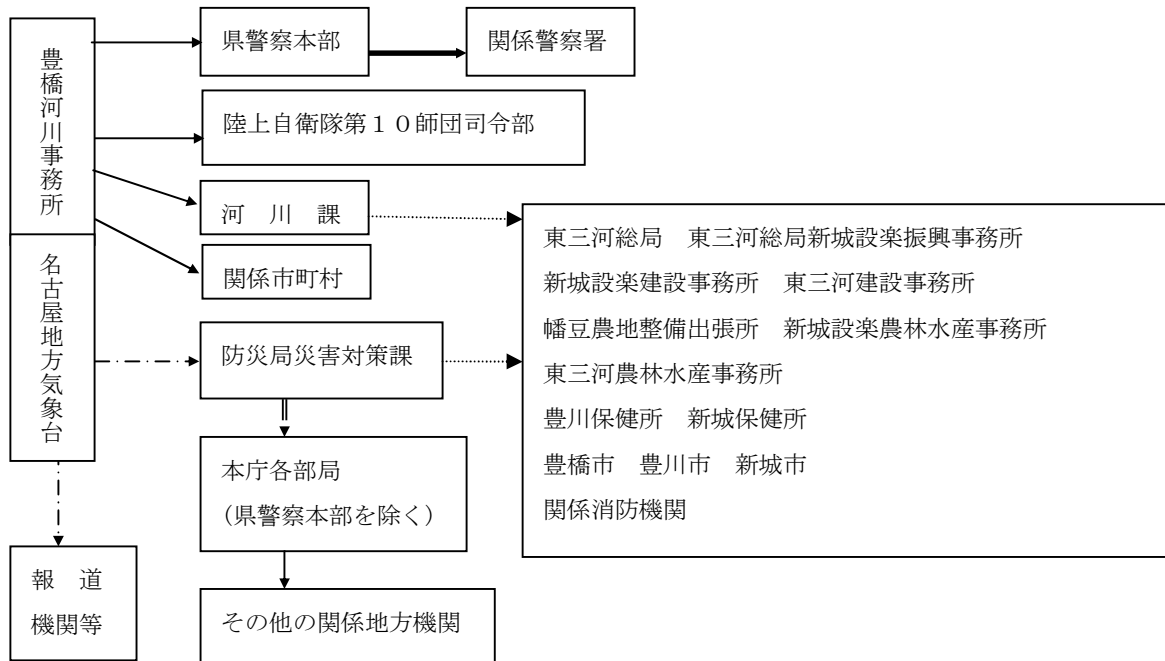 豊橋河川事務所
名古屋地方気象台
県警察本部
関係警察署
陸上自衛隊第１０師団司令部
河　川　課
関係市町村
防災局災害対策課
本庁各部局
（県警察本部を除く）
その他の関係地方機関
報　道
機関等
東三河総局　東三河総局新城設楽振興事務所
新城設楽建設事務所　東三河建設事務所
幡豆農地整備出張所　新城設楽農林水産事務所
東三河農林水産事務所
豊川保健所　新城保健所
豊橋市　豊川市　新城市
関係消防機関